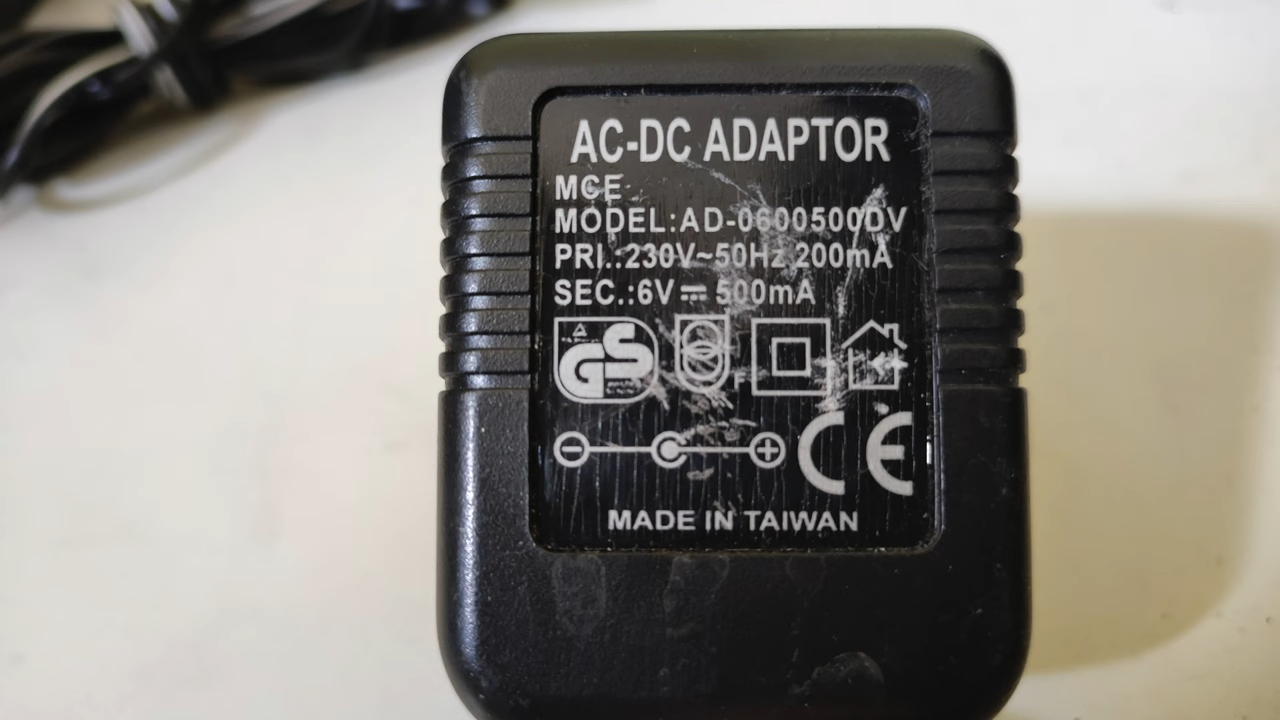 AC-DC ADAPTOR
MCE
MODEL:AD-0600500DV
PRI.:230V~50Hz 200mA
SEC.:6V⎓500mA
GS
F
− +
CE
MADE IN TAIWAN